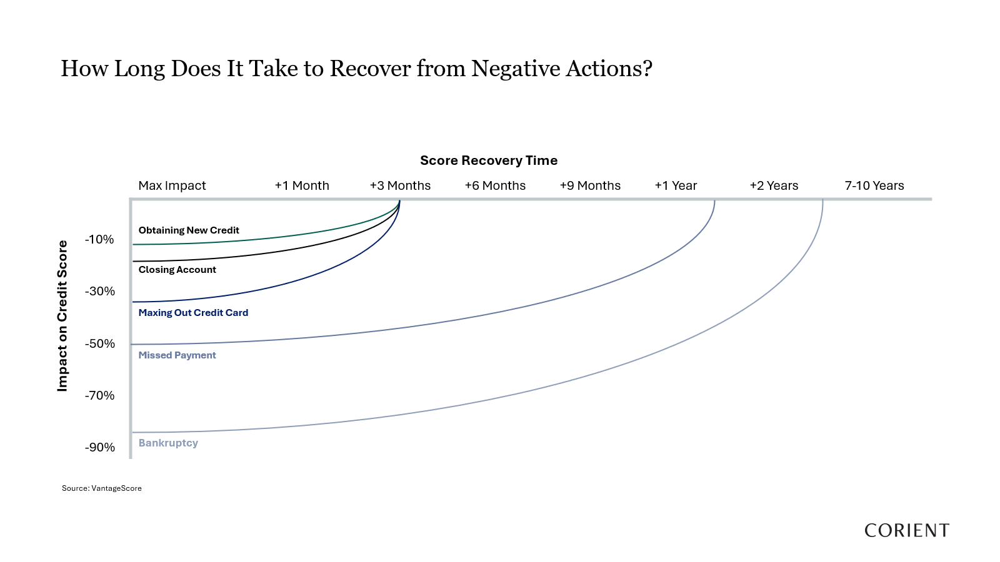 How Long Does It Take to Recover from Negative Actions?
Score Recovery Time
Max Impact +1 Month +3 Months +6 Months +9 Months +1 Year +2 Years 7-10 Years
Impact on Credit Score
Obtaining New Credit
-10%
Closing Account
-30%
Maxing Out Credit Card
-50%
Missed Payment
-70%
Bankruptcy
-90%
Source: VantageScore
CORIENT